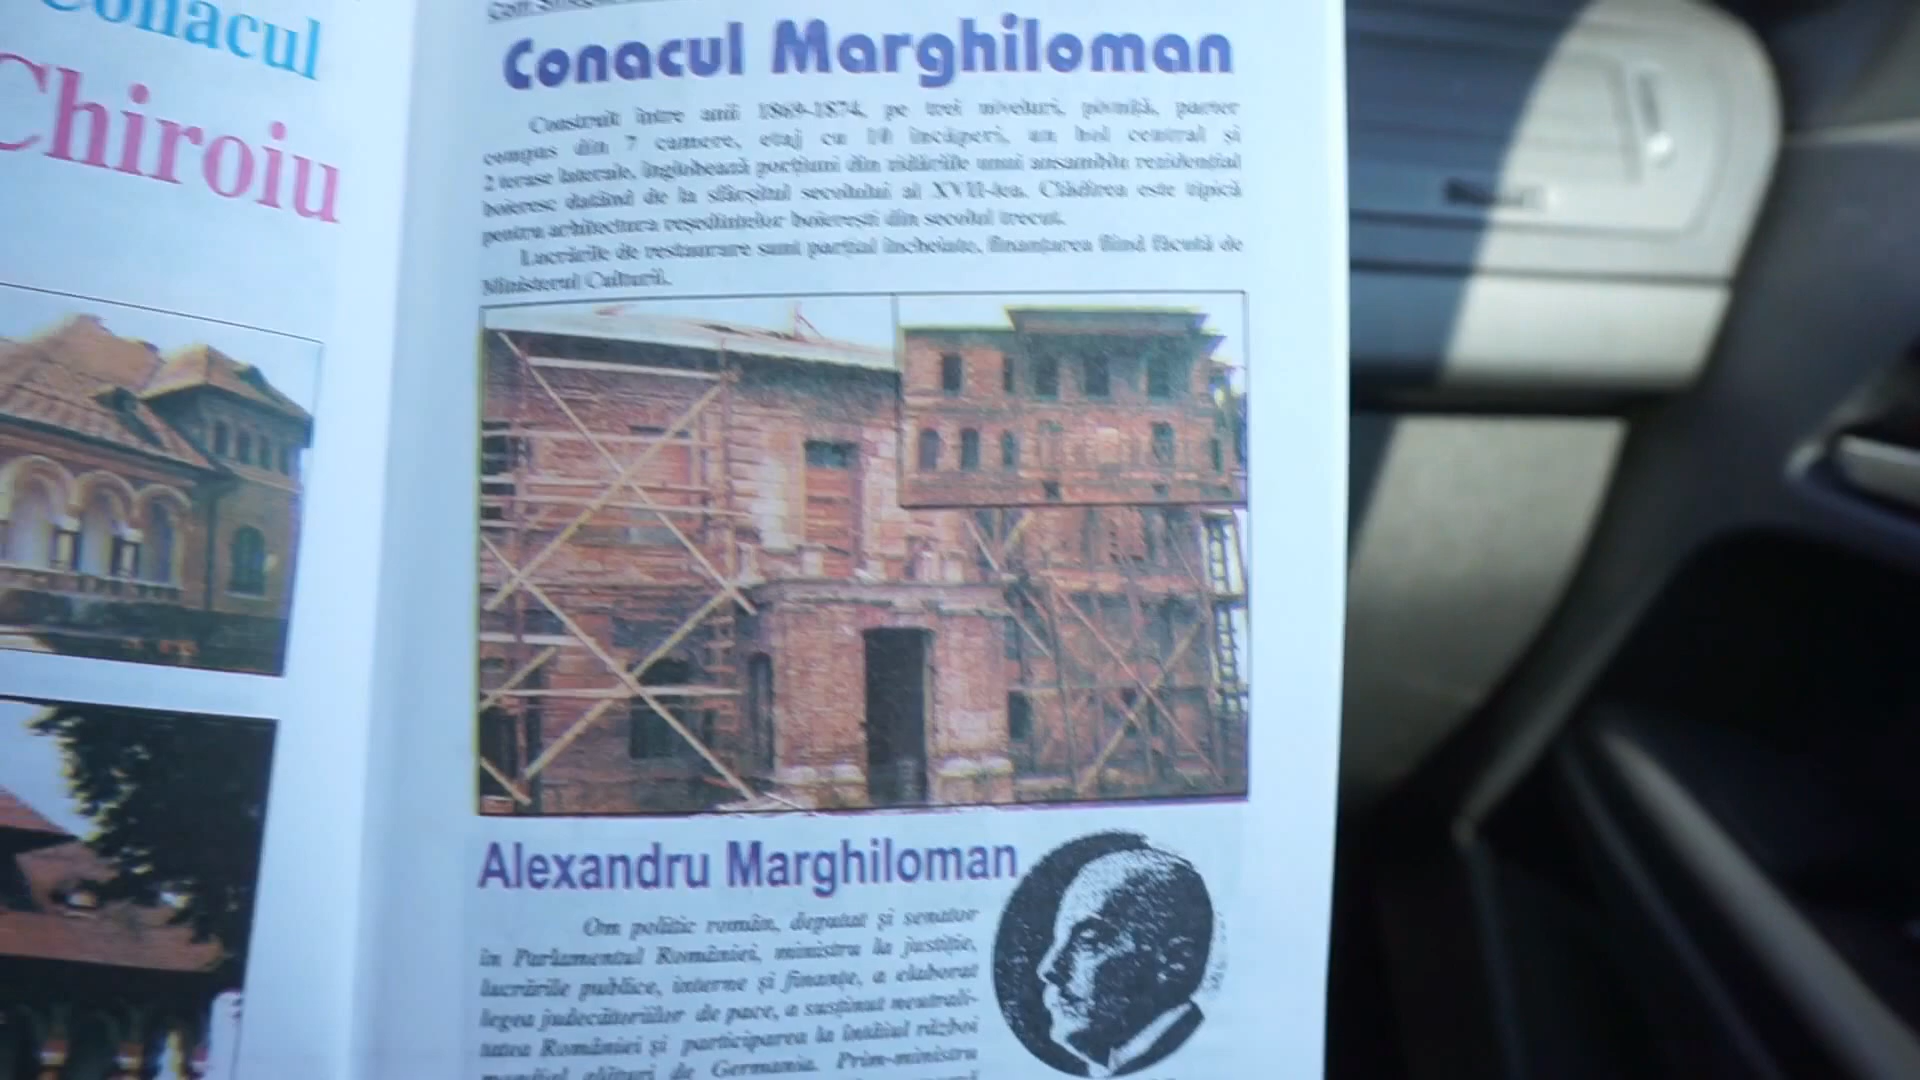 Conacul
Chiroiu
Conacul Marghiloman
Construit între anii 1869-1874, pe trei niveluri, pivniță, parter
compus din 7 camere, etaj cu 10 încăperi, un hol central și
2 terase laterale, înglobează porțiuni din zidăriile unui ansamblu rezidențial
boieresc datând de la sfârșitul secolului al XVII-lea. Clădirea este tipică
pentru arhitectura reședințelor boierești din secolul trecut.
Lucrările de restaurare sunt parțial încheiate, finanțarea fiind făcută de
Ministerul Culturii.
Alexandru Marghiloman
Om politic român, deputat și senator
în Parlamentul României, ministru la justiție,
lucrările publice, interne și finanțe, a elaborat
legea judecătoriilor de pace, a susținut neutrali-
tatea României și participarea la întâiul război
mondial alături de Germania. Prim-ministru